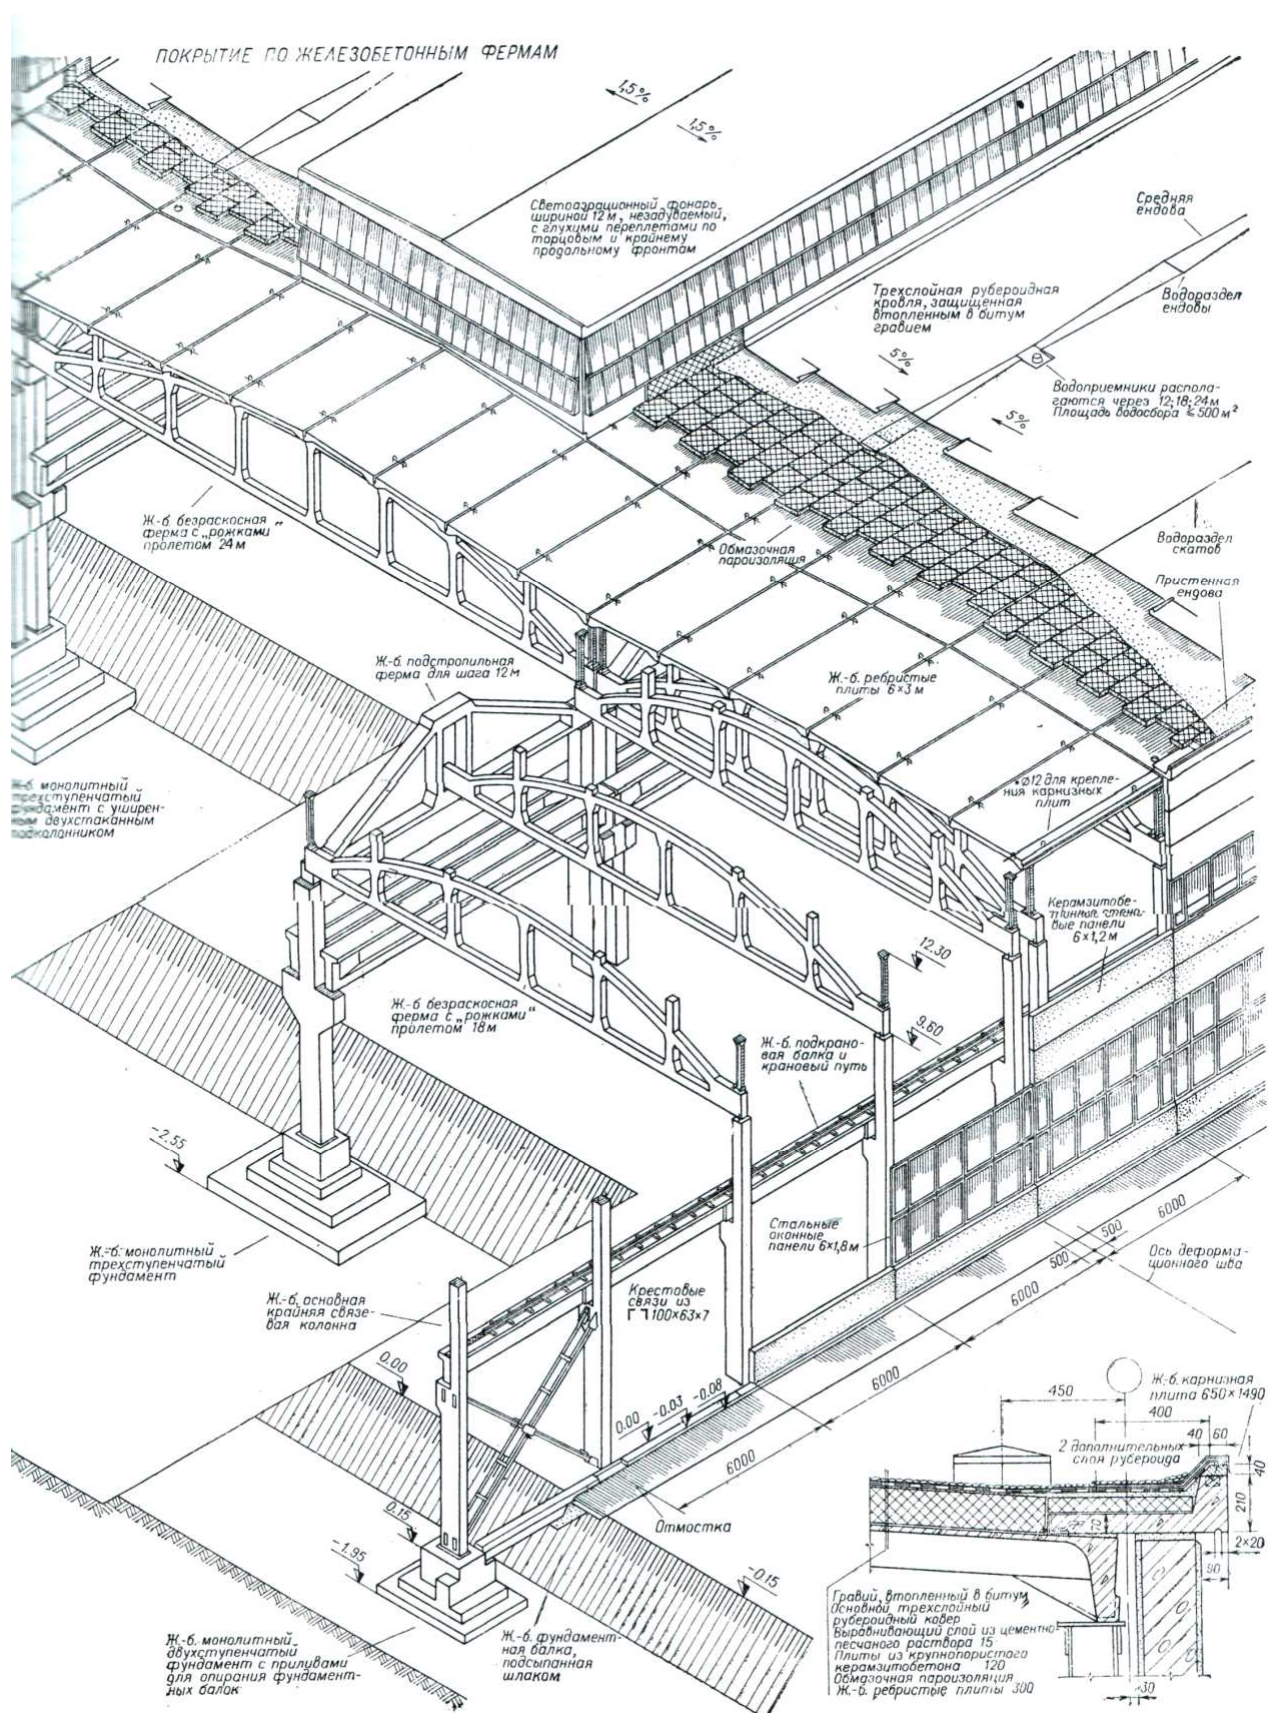 ПОКРЫТИЕ ПО ЖЕЛЕЗОБЕТОННЫМ ФЕРМАМ
1,5%
1,5%
Светоаэрационный фонарь
шириной 12 м, незадуваемый,
с глухими переплетами по
торцовым и крайнему
продольному фронтам
Средняя
ендова
Трехслойная рубероидная
кровля, защищенная
втопленным в битум
гравием
Водораздел
ендовы
5%
Водоприемники распола-
гаются через 12; 18; 24 м
Площадь водосбора ≤ 500 м²
5%
Ж.-б. безраскосная
ферма с „рожками“
пролетом 24 м
Обмазочная
пароизоляция
Водораздел
скатов
Пристенная
ендова
Ж.-б. подстропильная
ферма для шага 12 м
Ж.-б. ребристые
плиты 6×3 м
Ж.-б. монолитный
трехступенчатый
фундамент с уширен-
ным двухстаканным
подколонником
•ø12 для крепле-
ния карнизных
плит
Керамзитобе-
тонные стено-
вые панели
6×1,2 м
12.30
Ж.-б безраскосная
ферма с „рожками“
пролетом 18 м
9.60
Ж.-б. подкрано-
вая балка и
крановый путь
-2.55
Стальные
оконные
панели 6×1,8 м
6000
500
500
Ось деформа-
ционного шва
Ж.-б. монолитный
трехступенчатый
фундамент
Ж.-б. основная
крайняя связе-
вая колонна
Крестовые
связи из
100×63×7
6000
0.00
6000
0.00
-0.03
-0.08
6000
0.15
Отмостка
-1.95
-0.15
Ж.-б. монолитный
двухступенчатый
фундамент с приливами
для опирания фундамент-
ных балок
Ж.-б. фундамент-
ная балка,
подсыпанная
шлаком
Ж.-б. карнизная
плита 650×1490
450
400
40
60
2 дополнительных
слоя рубероида
40
210
70
2×20
90
Гравий, втопленный в битум
Основной трехслойный
рубероидный ковер
Выравнивающий слой из цементно-
песчаного раствора 15
Плиты из крупнопористого
керамзитобетона 120
Обмазочная пароизоляция
Ж.-б. ребристые плиты 300
30